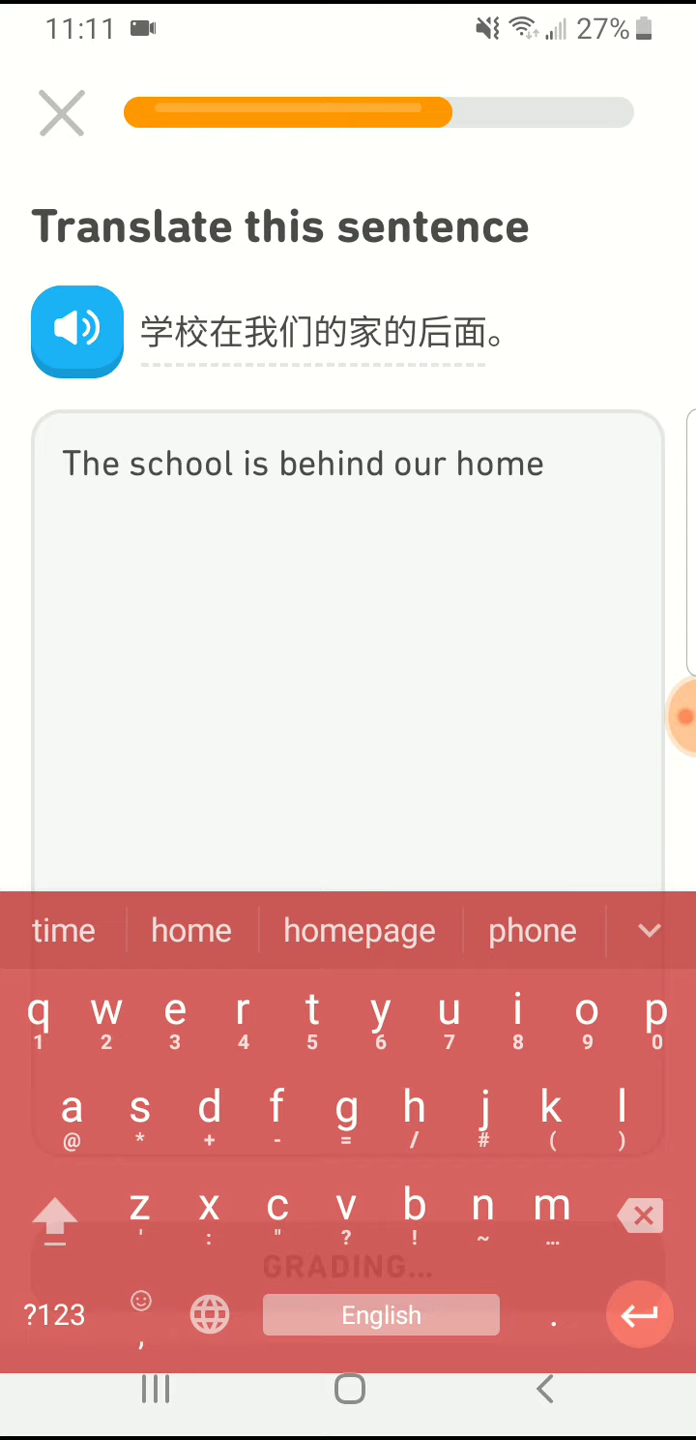 11:11 27%
Translate this sentence
学校在我们的家的后面。
The school is behind our home
time home homepage phone
q w e r t y u i o p
1 2 3 4 5 6 7 8 9 0
a s d f g h j k l
@ * + - = / # ( )
z x c v b n m
' : " ? ! ~ …
GRADING...
?123 , English .